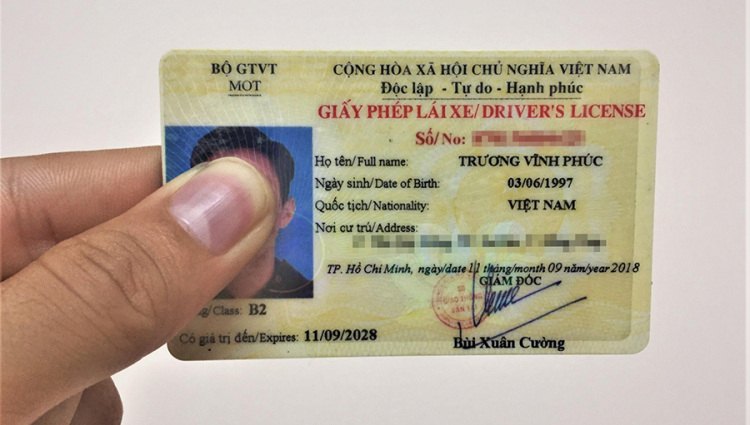 BỘ GTVT
MOT
CỘNG HÒA XÃ HỘI CHỦ NGHĨA VIỆT NAM
Độc lập - Tự do - Hạnh phúc
GIẤY PHÉP LÁI XE/ DRIVER'S LICENSE
Số/No:
Họ tên/Full name: TRƯƠNG VĨNH PHÚC
Ngày sinh/Date of Birth: 03/06/1997
Quốc tịch/Nationality: VIỆT NAM
Nơi cư trú/Address:
TP. Hồ Chí Minh, ngày/date 11 tháng/month 09 năm/year 2018
GIÁM ĐỐC
/Class: B2
Có giá trị đến/Expires: 11/09/2028
Bùi Xuân Cường